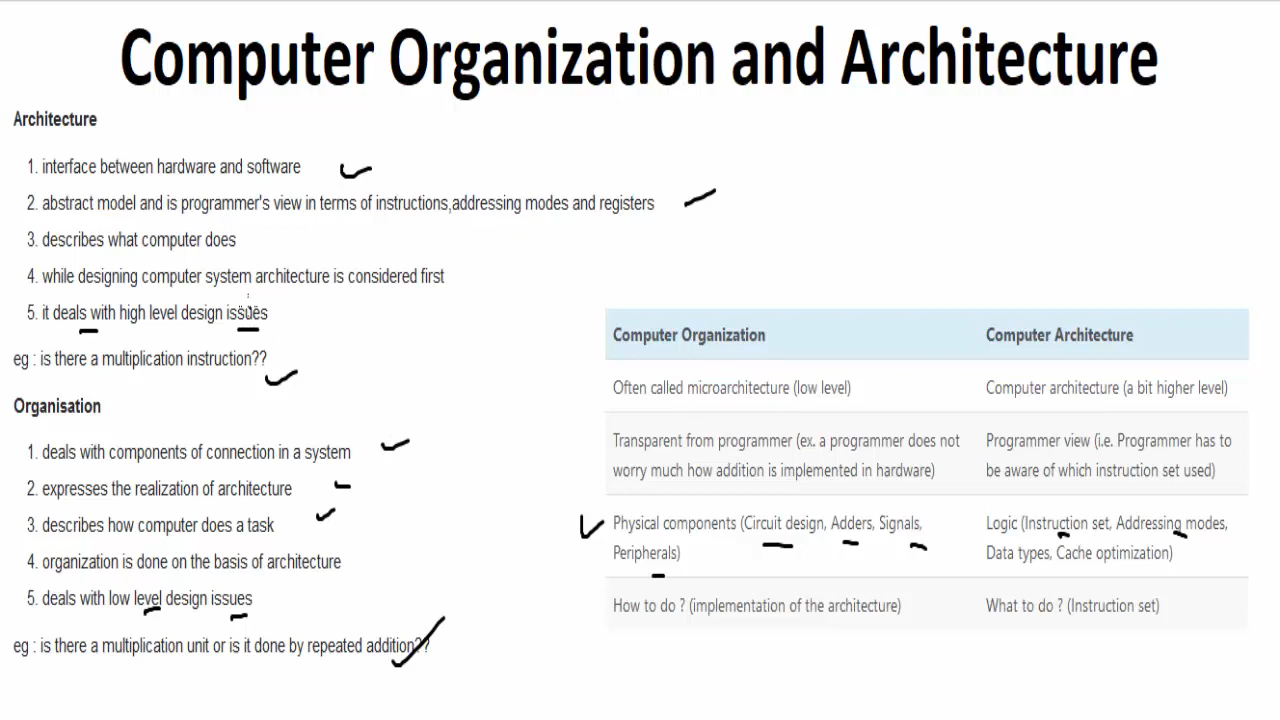 Computer Organization and Architecture
Architecture
1. interface between hardware and software
2. abstract model and is programmer's view in terms of instructions,addressing modes and registers
3. describes what computer does
4. while designing computer system architecture is considered first
5. it deals with high level design issues
eg : is there a multiplication instruction??
Organisation
1. deals with components of connection in a system
2. expresses the realization of architecture
3. describes how computer does a task
4. organization is done on the basis of architecture
5. deals with low level design issues
eg : is there a multiplication unit or is it done by repeated addition??
Computer Organization Computer Architecture
Often called microarchitecture (low level) Computer architecture (a bit higher level)
Transparent from programmer (ex. a programmer does not Programmer view (i.e. Programmer has to
worry much how addition is implemented in hardware) be aware of which instruction set used)
Physical components (Circuit design, Adders, Signals, Logic (Instruction set, Addressing modes,
Peripherals) Data types, Cache optimization)
How to do ? (implementation of the architecture) What to do ? (Instruction set)